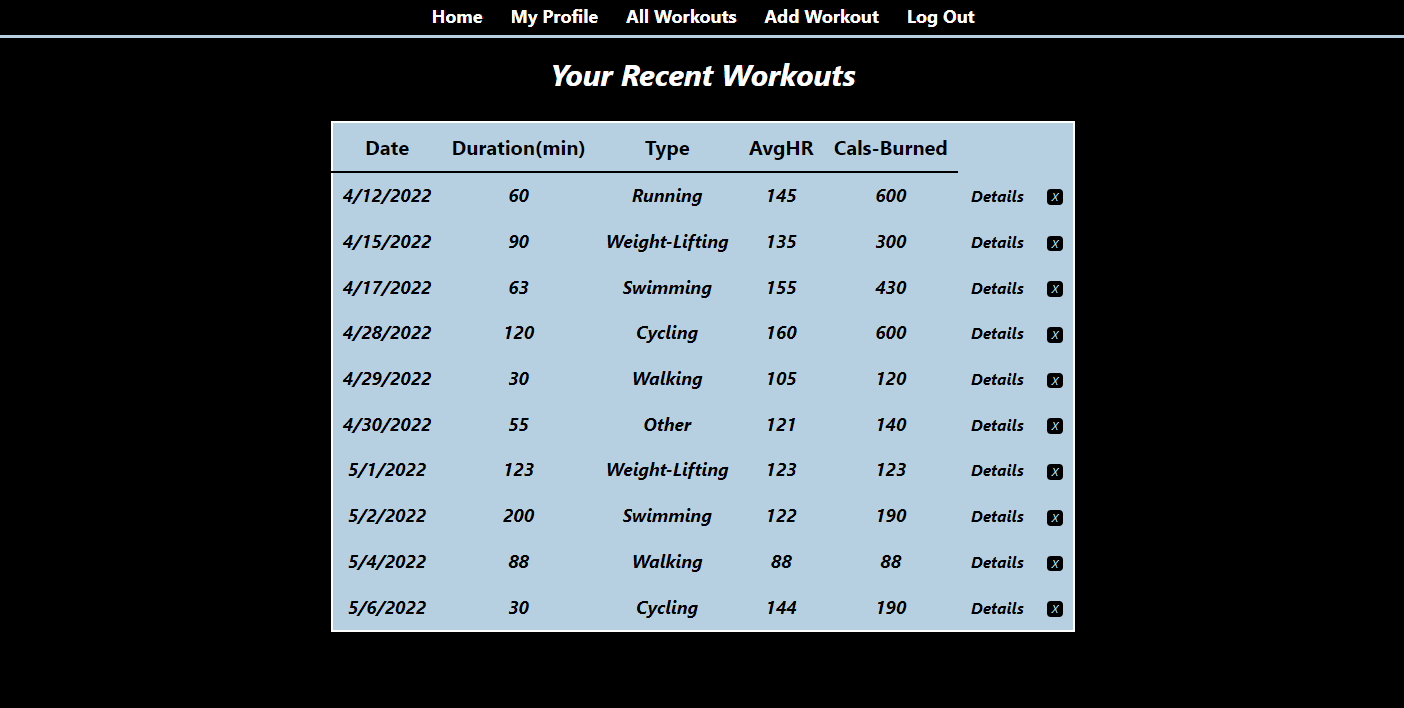 Home My Profile All Workouts Add Workout Log Out
Your Recent Workouts
Date Duration(min) Type AvgHR Cals-Burned
4/12/2022 60 Running 145 600 Details X
4/15/2022 90 Weight-Lifting 135 300 Details X
4/17/2022 63 Swimming 155 430 Details X
4/28/2022 120 Cycling 160 600 Details X
4/29/2022 30 Walking 105 120 Details X
4/30/2022 55 Other 121 140 Details X
5/1/2022 123 Weight-Lifting 123 123 Details X
5/2/2022 200 Swimming 122 190 Details X
5/4/2022 88 Walking 88 88 Details X
5/6/2022 30 Cycling 144 190 Details X